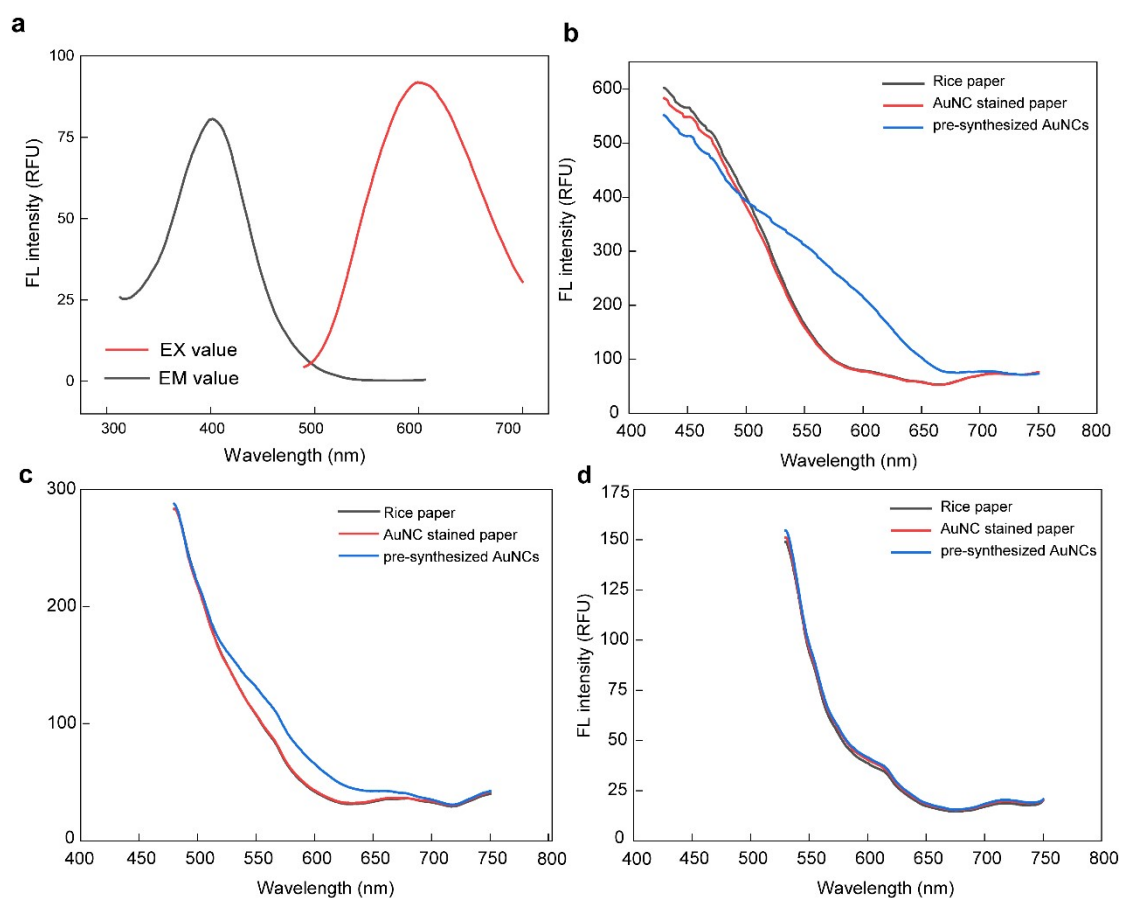 a
100
75
50
25
0
FL intensity (RFU)
EX value
EM value
300 400 500 600 700
Wavelength (nm)
b
600
500
400
300
200
100
0
FL intensity (RFU)
Rice paper
AuNC stained paper
pre-synthesized AuNCs
400 450 500 550 600 650 700 750 800
Wavelength (nm)
c
300
200
100
0
Rice paper
AuNC stained paper
pre-synthesized AuNCs
400 450 500 550 600 650 700 750 800
Wavelength (nm)
d
175
150
125
100
75
50
25
0
FL intensity (RFU)
Rice paper
AuNC stained paper
pre-synthesized AuNCs
400 450 500 550 600 650 700 750 800
Wavelength (nm)